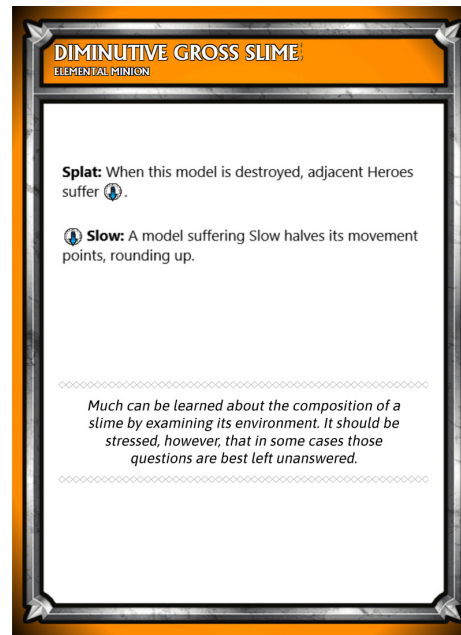 DIMINUTIVE GROSS SLIME
ELEMENTAL MINION
Splat: When this model is destroyed, adjacent Heroes
suffer .
Slow: A model suffering Slow halves its movement
points, rounding up.
Much can be learned about the composition of a
slime by examining its environment. It should be
stressed, however, that in some cases those
questions are best left unanswered.